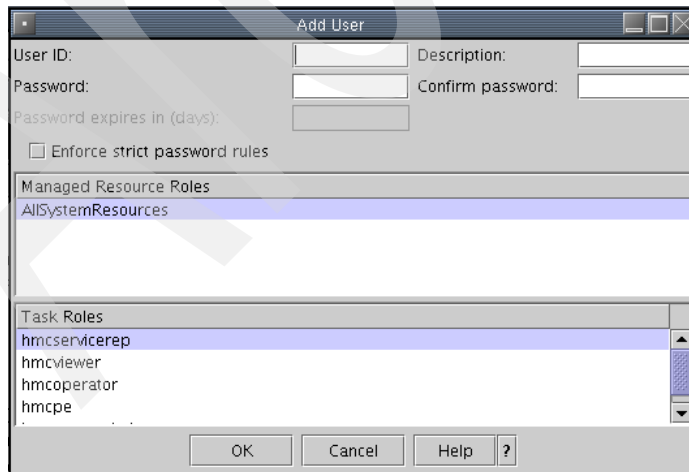 Add User
User ID: Description:
Password: Confirm password:
Password expires in (days):
Enforce strict password rules
Managed Resource Roles
AllSystemResources
Task Roles
hmcservicerep
hmcviewer
hmcoperator
hmcpe
OK Cancel Help ?